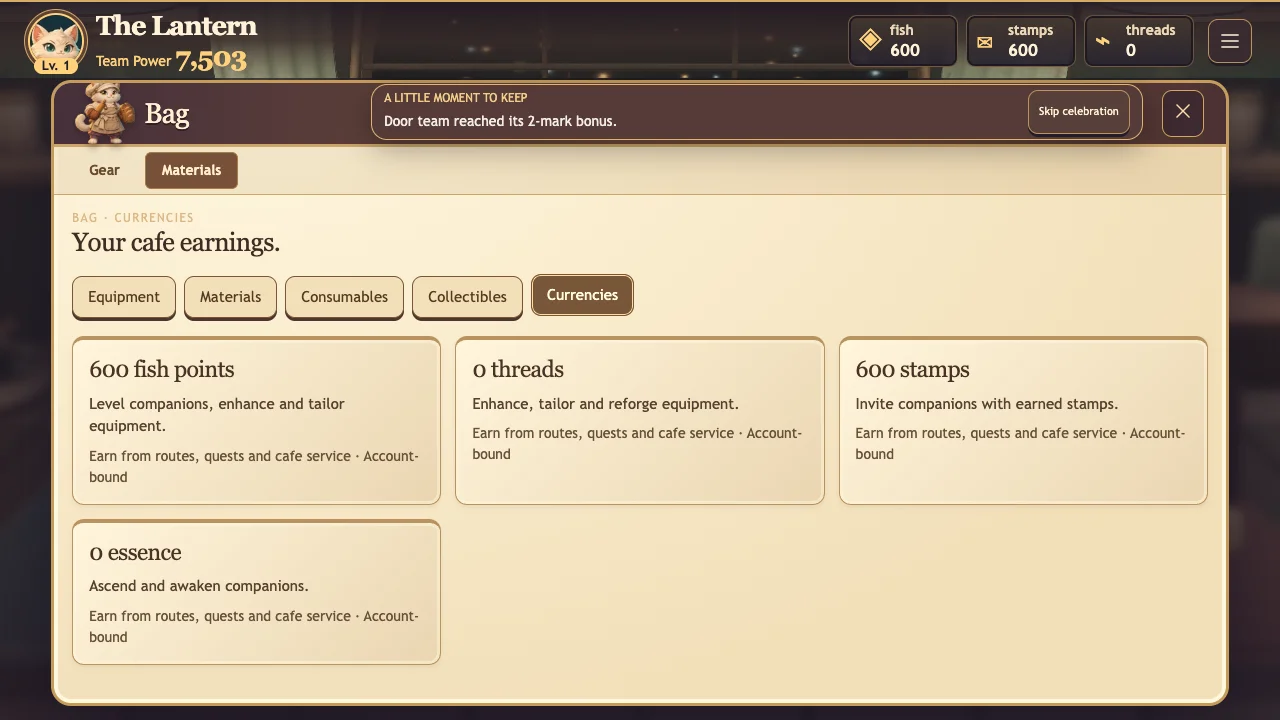 The Lantern
Lv. 1
Team Power 7,503
fish
600
stamps
600
threads
0
Bag
A LITTLE MOMENT TO KEEP
Door team reached its 2-mark bonus.
Skip celebration
Gear
Materials
BAG · CURRENCIES
Your cafe earnings.
Equipment
Materials
Consumables
Collectibles
Currencies
600 fish points
Level companions, enhance and tailor
equipment.
Earn from routes, quests and cafe service · Account-
bound
0 threads
Enhance, tailor and reforge equipment.
Earn from routes, quests and cafe service · Account-
bound
600 stamps
Invite companions with earned stamps.
Earn from routes, quests and cafe service · Account-
bound
0 essence
Ascend and awaken companions.
Earn from routes, quests and cafe service · Account-
bound